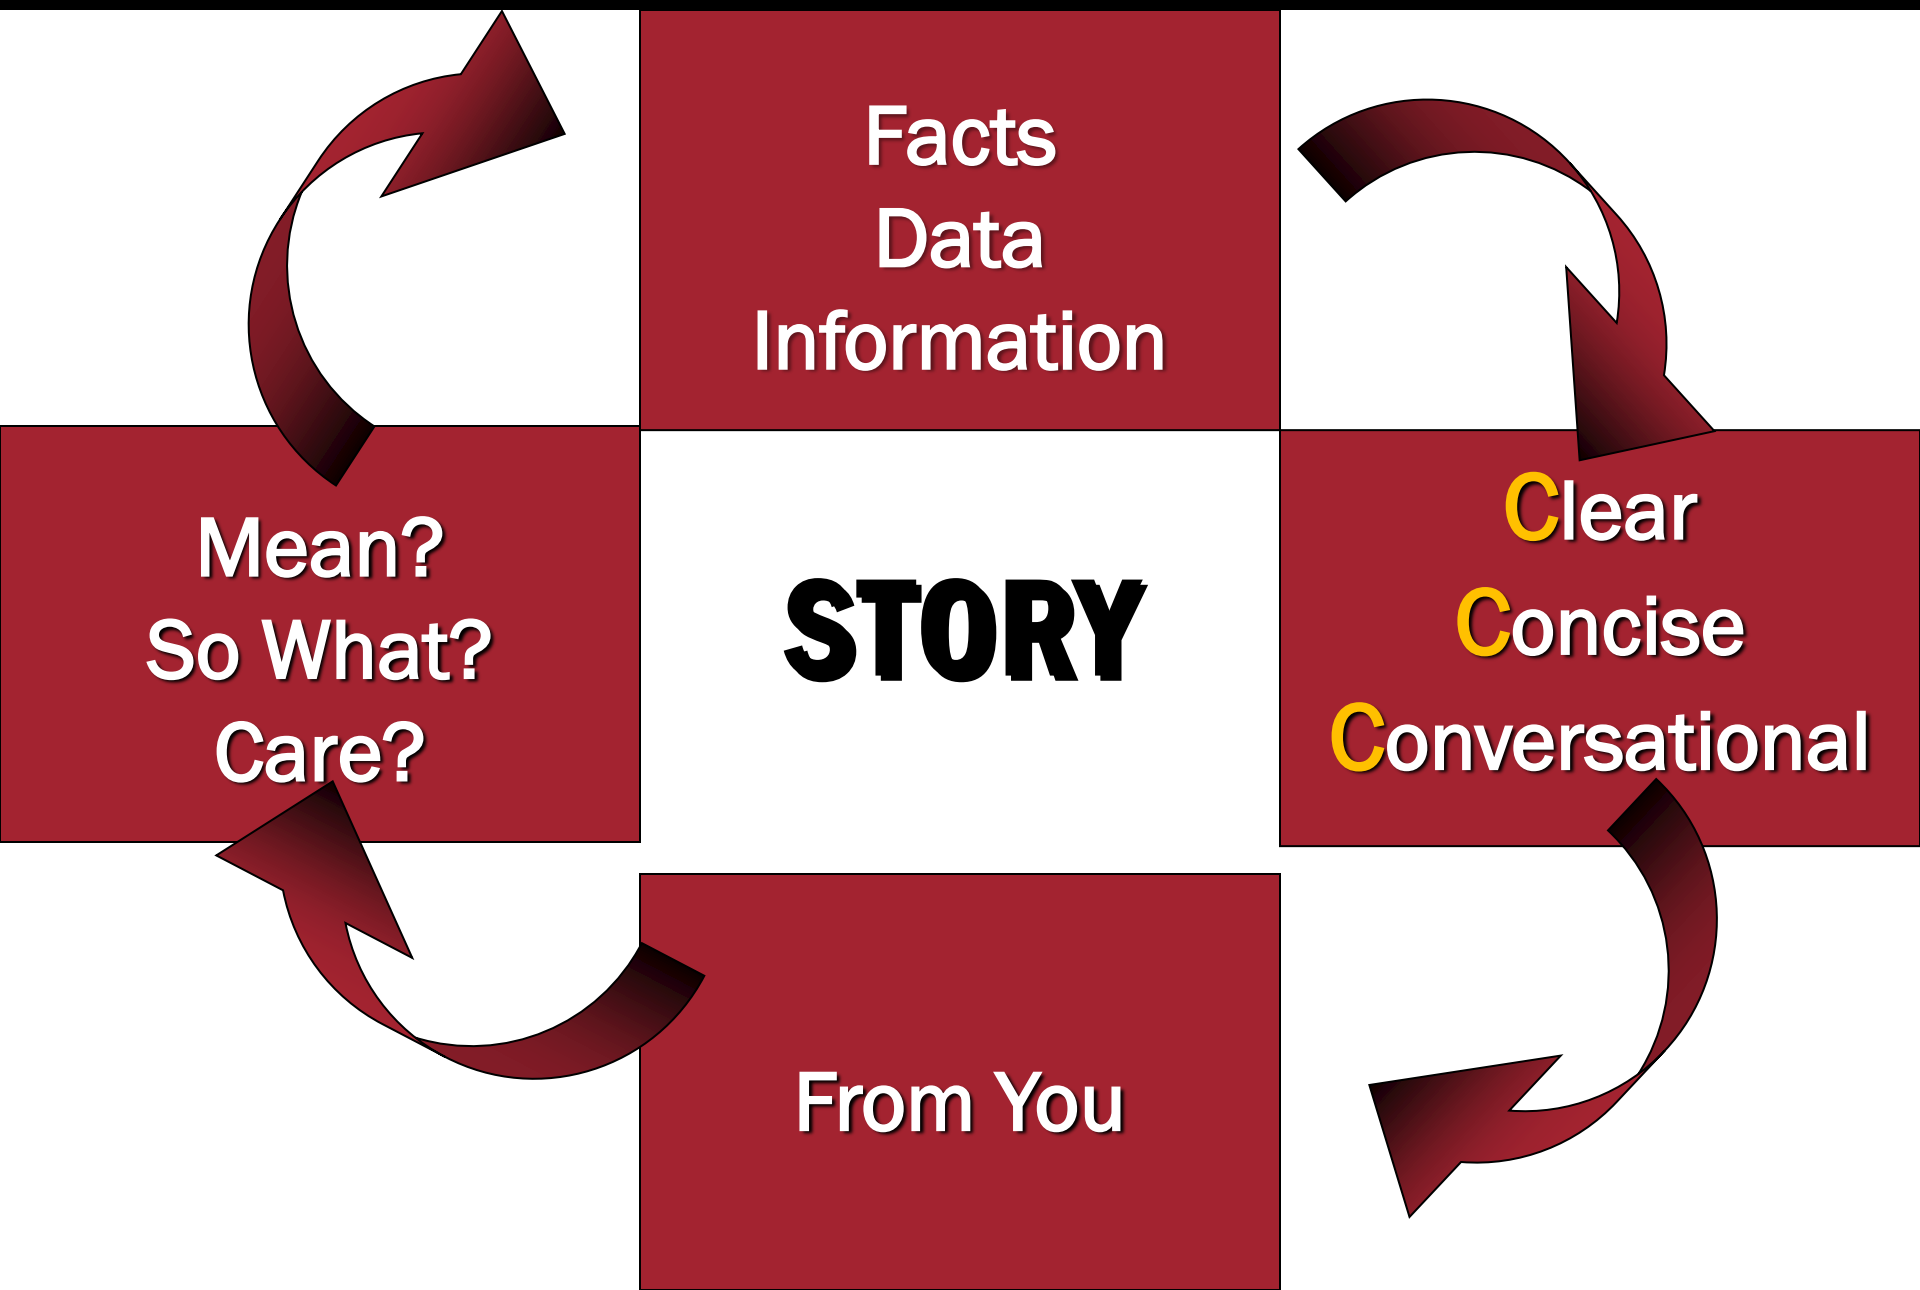 Facts
Data
Information
Mean?
So What?
Care?
STORY
Clear
Concise
Conversational
From You